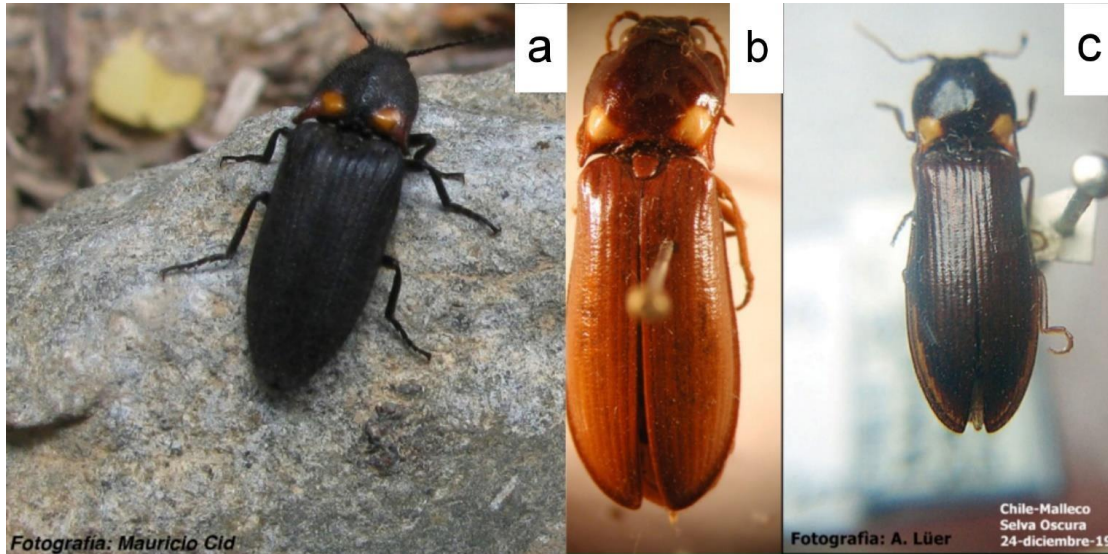 a
b
c
Fotografía: Mauricio Cid
Fotografía: A. Lüer
Chile-Malleco
Selva Oscura
24-diciembre-19